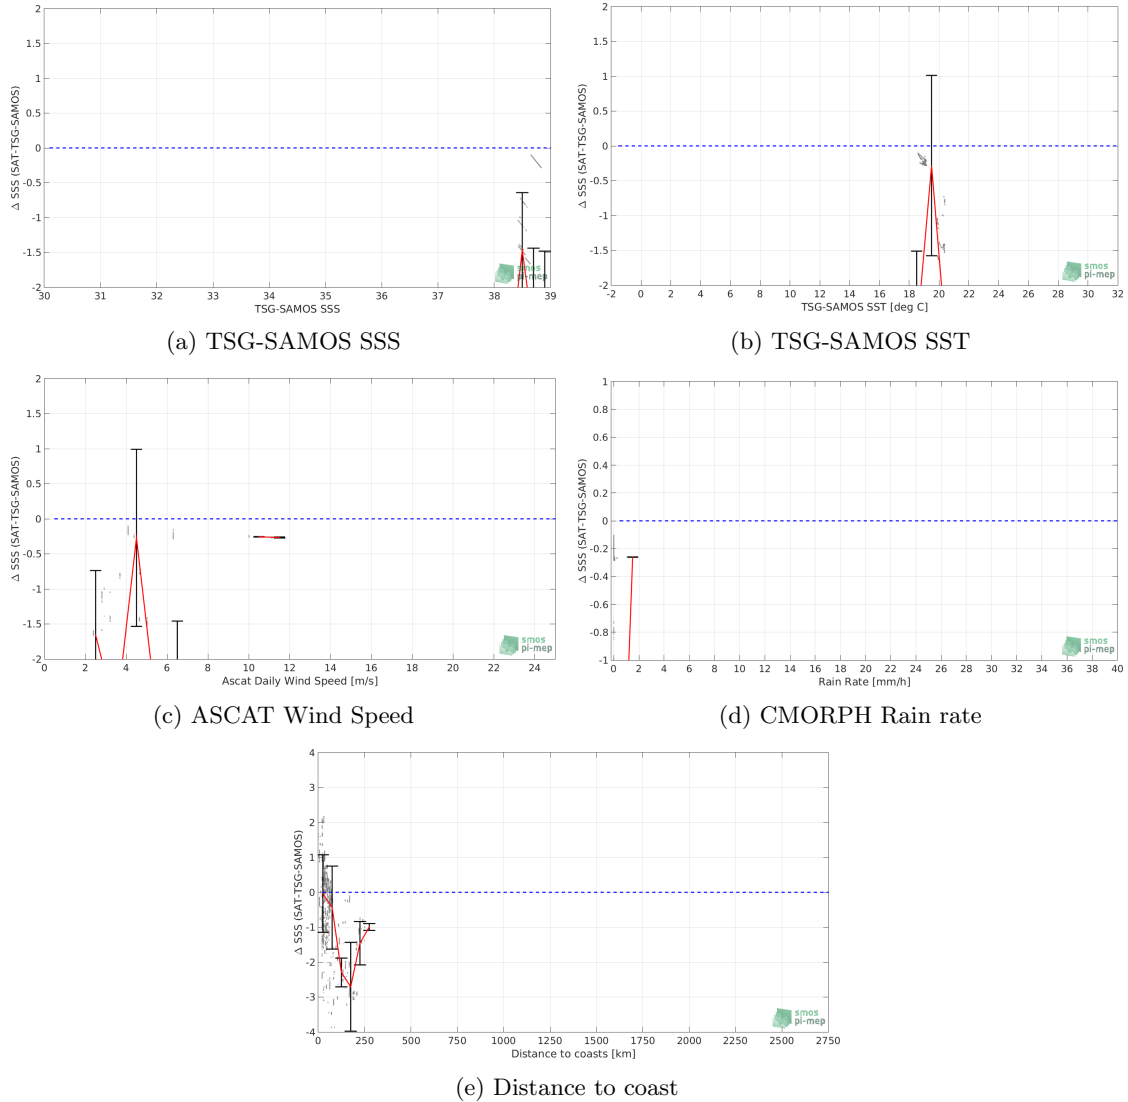 2
1.5
1
0.5
0
-0.5
-1
-1.5
-2
Δ SSS (SAT-TSG-SAMOS)
30 31 32 33 34 35 36 37 38 39
TSG-SAMOS SSS
smos
pi-mep
(a) TSG-SAMOS SSS
2
1.5
1
0.5
0
-0.5
-1
-1.5
-2
Δ SSS (SAT-TSG-SAMOS)
-2 0 2 4 6 8 10 12 14 16 18 20 22 24 26 28 30 32
TSG-SAMOS SST [deg C]
smos
pi-mep
(b) TSG-SAMOS SST
2
1.5
1
0.5
0
-0.5
-1
-1.5
-2
Δ SSS (SAT-TSG-SAMOS)
0 2 4 6 8 10 12 14 16 18 20 22 24
Ascat Daily Wind Speed [m/s]
smos
pi-mep
(c) ASCAT Wind Speed
1
0.8
0.6
0.4
0.2
0
-0.2
-0.4
-0.6
-0.8
-1
Δ SSS (SAT-TSG-SAMOS)
0 2 4 6 8 10 12 14 16 18 20 22 24 26 28 30 32 34 36 38 40
Rain Rate [mm/h]
smos
pi-mep
(d) CMORPH Rain rate
4
3
2
1
0
-1
-2
-3
-4
Δ SSS (SAT-TSG-SAMOS)
0 250 500 750 1000 1250 1500 1750 2000 2250 2500 2750
Distance to coasts [km]
smos
pi-mep
(e) Distance to coast